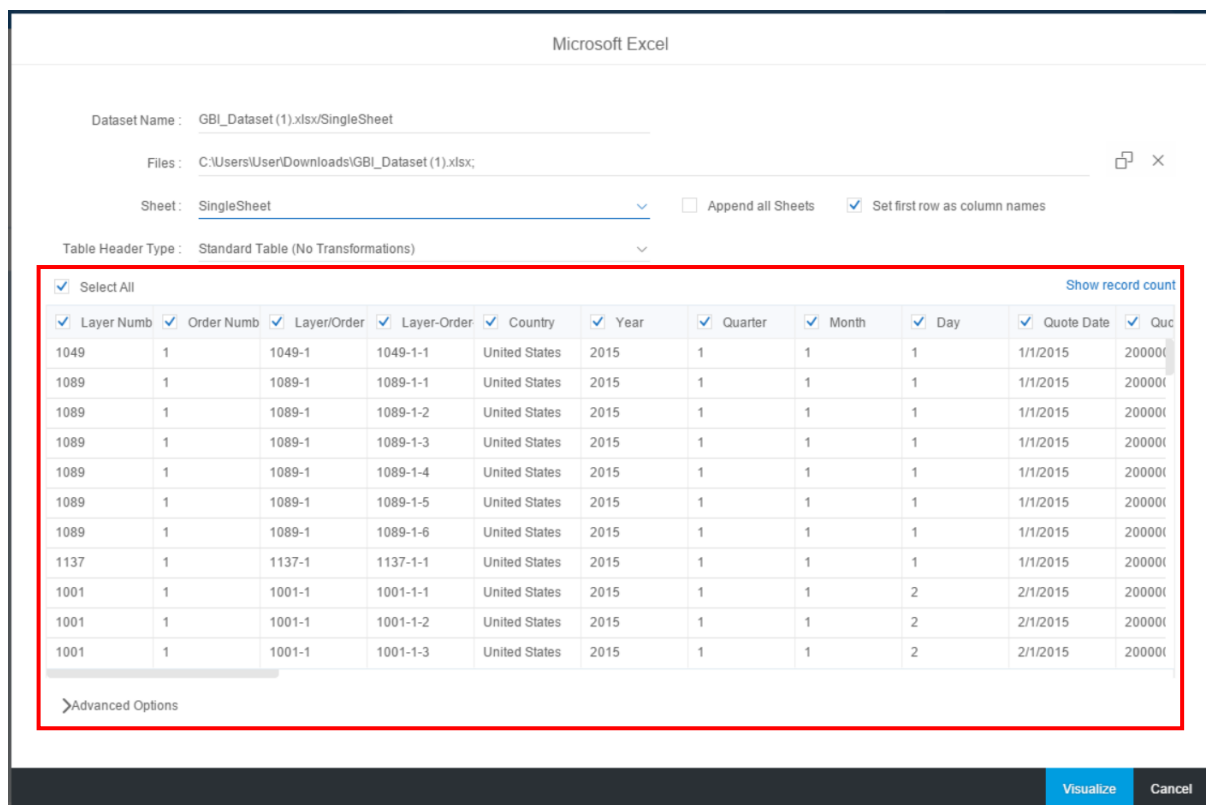 Microsoft Excel
Dataset Name : GBI_Dataset (1).xlsx/SingleSheet
Files : C:\Users\User\Downloads\GBI_Dataset (1).xlsx;
Sheet : SingleSheet Append all Sheets Set first row as column names
Table Header Type : Standard Table (No Transformations)
Select All Show record count
Layer Numb Order Numb Layer/Order Layer-Order Country Year Quarter Month Day Quote Date Quo
1049 1 1049-1 1049-1-1 United States 2015 1 1 1 1/1/2015 200000
1089 1 1089-1 1089-1-1 United States 2015 1 1 1 1/1/2015 200000
1089 1 1089-1 1089-1-2 United States 2015 1 1 1 1/1/2015 200000
1089 1 1089-1 1089-1-3 United States 2015 1 1 1 1/1/2015 200000
1089 1 1089-1 1089-1-4 United States 2015 1 1 1 1/1/2015 200000
1089 1 1089-1 1089-1-5 United States 2015 1 1 1 1/1/2015 200000
1089 1 1089-1 1089-1-6 United States 2015 1 1 1 1/1/2015 200000
1137 1 1137-1 1137-1-1 United States 2015 1 1 1 1/1/2015 200000
1001 1 1001-1 1001-1-1 United States 2015 1 1 2 2/1/2015 200000
1001 1 1001-1 1001-1-2 United States 2015 1 1 2 2/1/2015 200000
1001 1 1001-1 1001-1-3 United States 2015 1 1 2 2/1/2015 200000
Advanced Options
Visualize Cancel